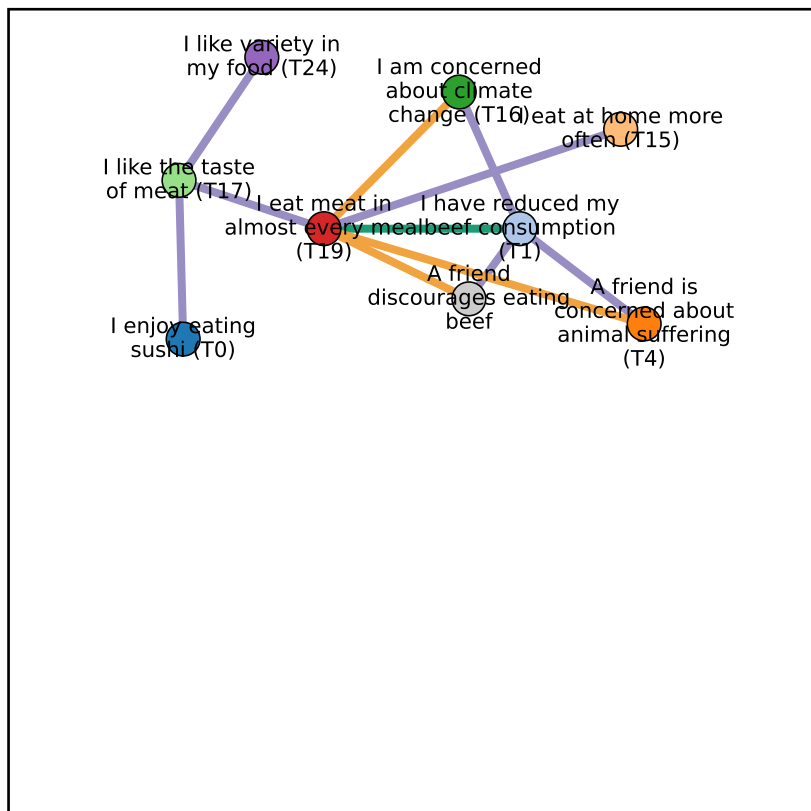 I like variety in
my food (T24)
I am concerned
about climate
change (T16)
I eat at home more
often (T15)
I like the taste
of meat (T17)
I eat meat in
almost every meal
(T19)
I have reduced my
beef consumption
(T1)
A friend
discourages eating
beef
A friend is
concerned about
animal suffering
(T4)
I enjoy eating
sushi (T0)